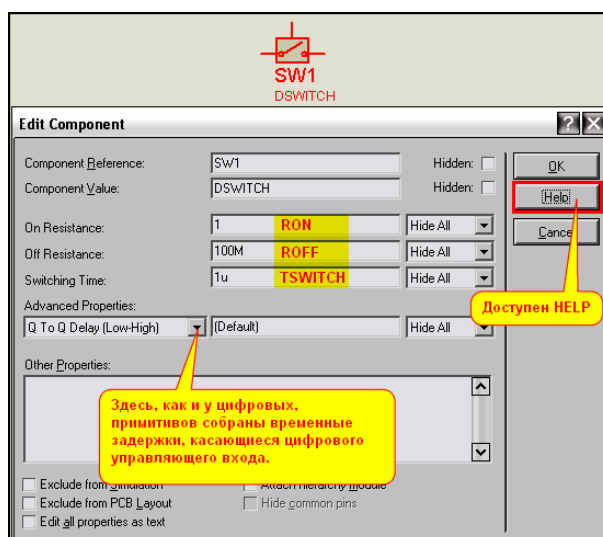 SW1
DSWITCH
Edit Component
Component Reference:
SW1
Hidden:
OK
Component Value:
DSWITCH
Hidden:
Help
On Resistance:
1
RON
Hide All
Cancel
Off Resistance:
100M
ROFF
Hide All
Switching Time:
1u
TSWITCH
Hide All
Доступен HELP
Advanced Properties:
Q To Q Delay (Low-High)
(Default)
Hide All
Other Properties:
Здесь, как и у цифровых,
примитивов собраны временные
задержки, касающиеся цифрового
управляющего входа.
Exclude from Simulation
Attach hierarchy module
Exclude from PCB Layout
Hide common pins
Edit all properties as text